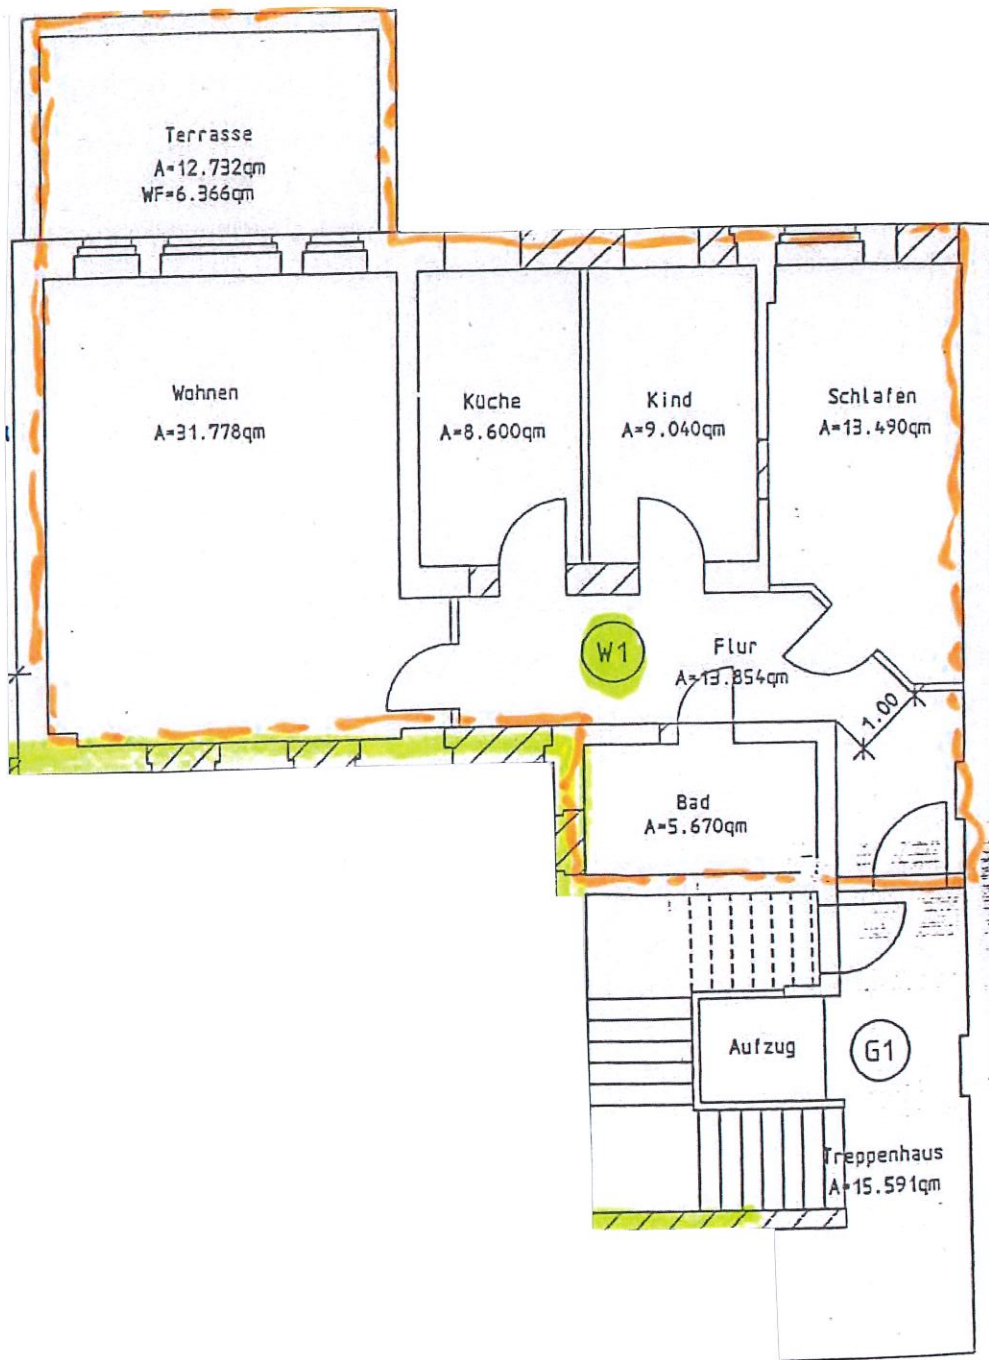 Terrasse
A=12.732qm
WF=6.366qm
Wohnen
A=31.778qm
Küche
A=8.600qm
Kind
A=9.040qm
Schlafen
A=13.490qm
W1
Flur
A=13.854qm
1.00
Bad
A=5.670qm
Aufzug
G1
Treppenhaus
A=15.591qm